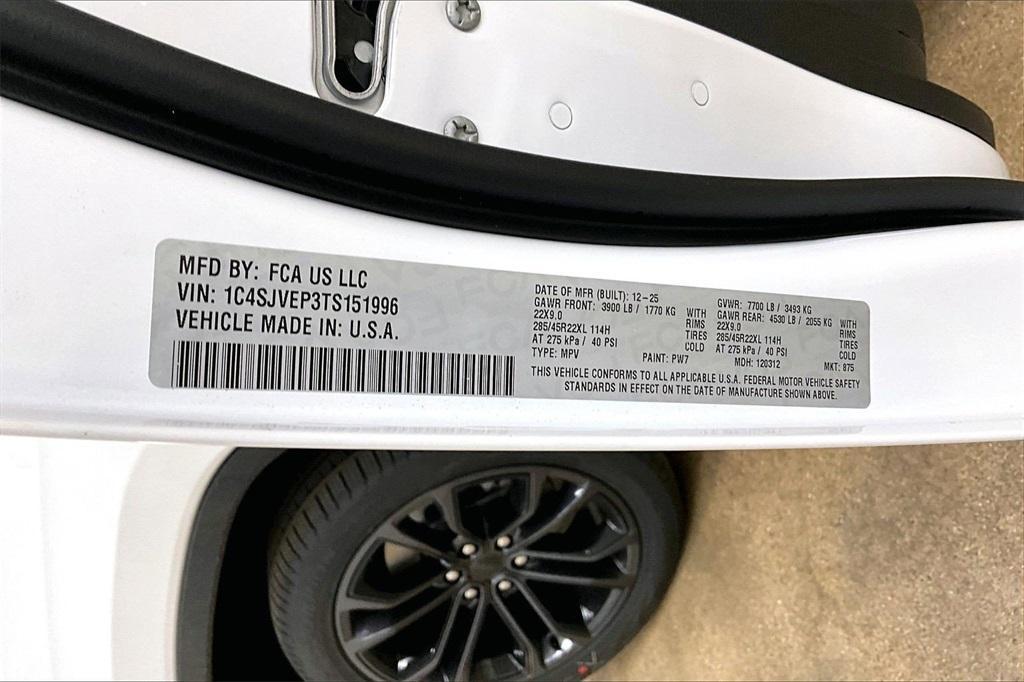 MFD BY: FCA US LLC
VIN: 1C4SJVEP3TS151996
VEHICLE MADE IN: U.S.A.
DATE OF MFR (BUILT): 12-25 GVWR: 7700 LB / 3493 KG
GAWR FRONT: 3900 LB / 1770 KG WITH GAWR REAR: 4530 LB / 2055 KG WITH
22X9.0 RIMS 22X9.0 RIMS
285/45R22XL 114H TIRES 285/45R22XL 114H TIRES
AT 275 kPa / 40 PSI COLD AT 275 kPa / 40 PSI COLD
TYPE: MPV PAINT: PW7 MDH: 120312 MKT: 875
THIS VEHICLE CONFORMS TO ALL APPLICABLE U.S.A. FEDERAL MOTOR VEHICLE SAFETY
STANDARDS IN EFFECT ON THE DATE OF MANUFACTURE SHOWN ABOVE.